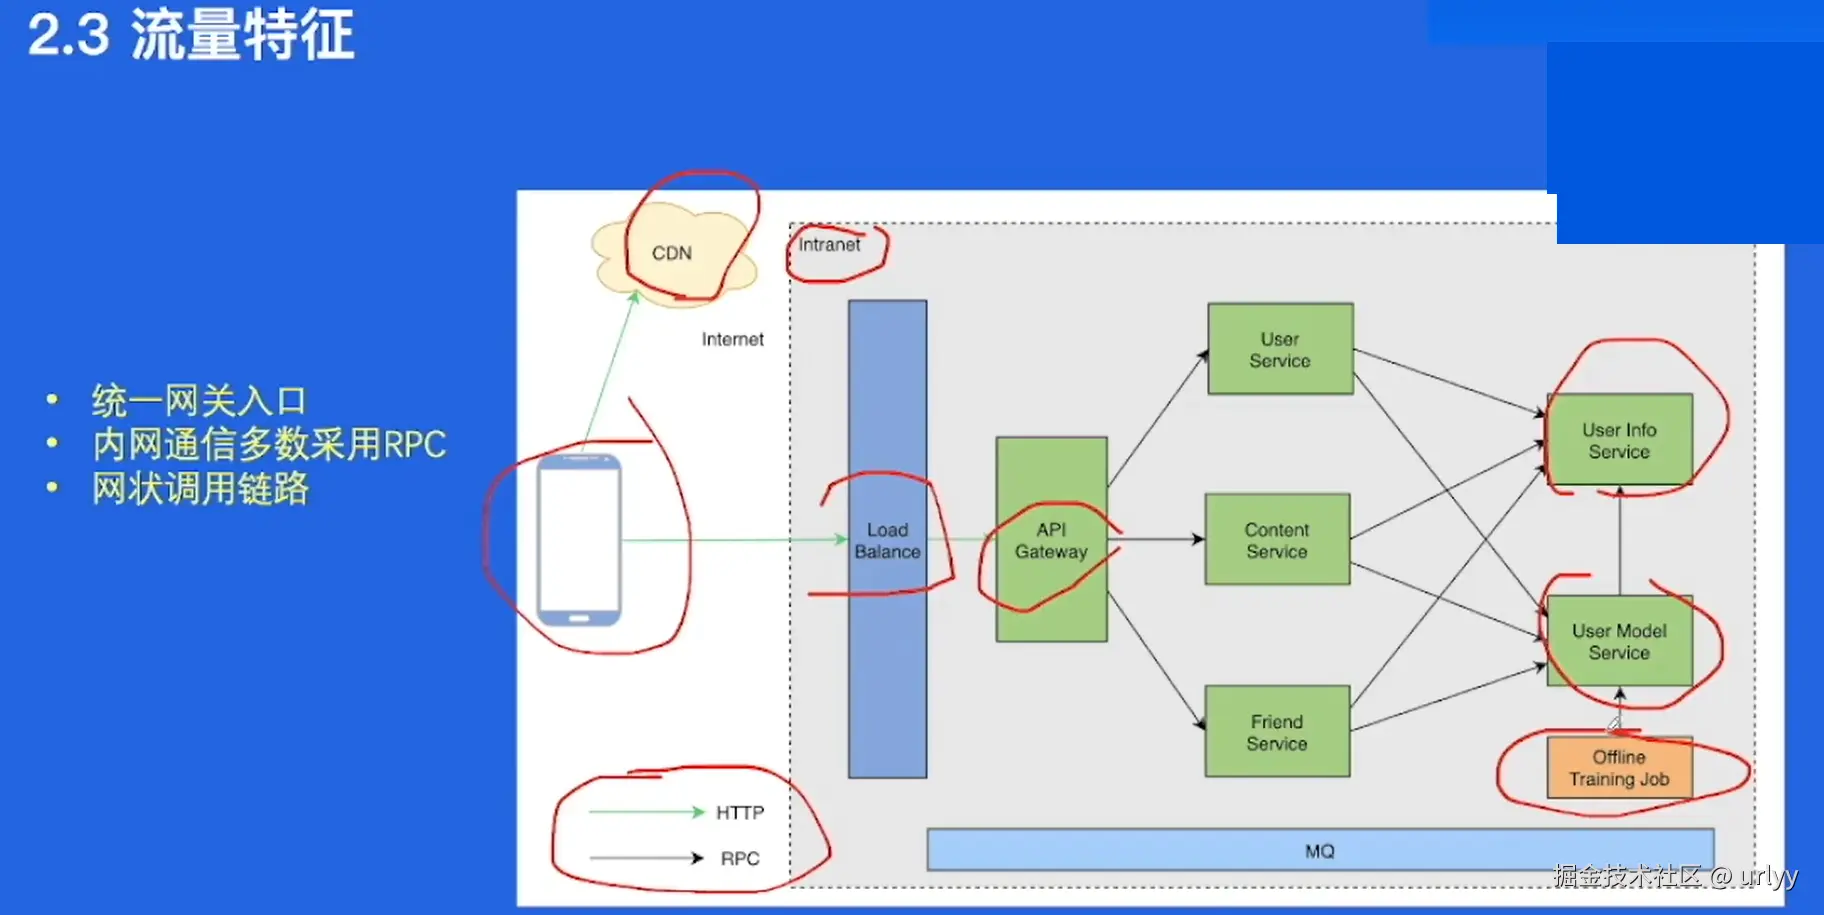 2.3 流量特征
• 统一网关入口
• 内网通信多数采用RPC
• 网状调用链路
CDN
Internet
Intranet
Load
Balance
API
Gateway
User
Service
Content
Service
Friend
Service
User Info
Service
User Model
Service
Offline
Training Job
MQ
HTTP
RPC
掘金技术社区 @ urlyy